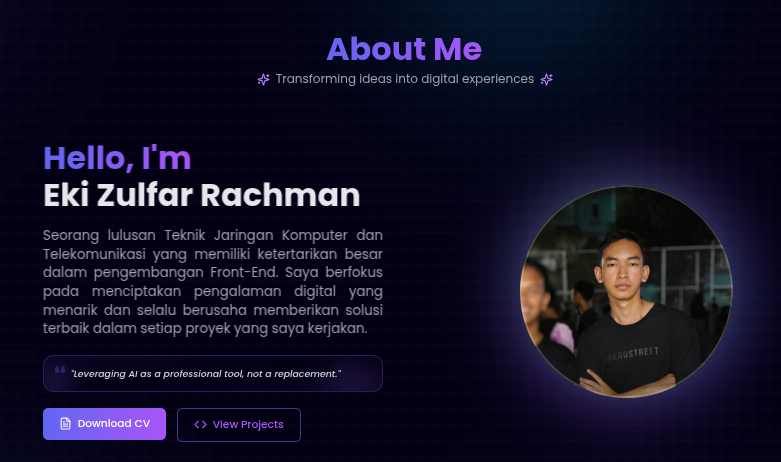 About Me
Transforming ideas into digital experiences
Hello, I'm
Eki Zulfar Rachman
Seorang lulusan Teknik Jaringan Komputer dan
Telekomunikasi yang memiliki ketertarikan besar
dalam pengembangan Front-End. Saya berfokus
pada menciptakan pengalaman digital yang
menarik dan selalu berusaha memberikan solusi
terbaik dalam setiap proyek yang saya kerjakan.
"Leveraging AI as a professional tool, not a replacement."
Download CV
View Projects
AEROSTREET